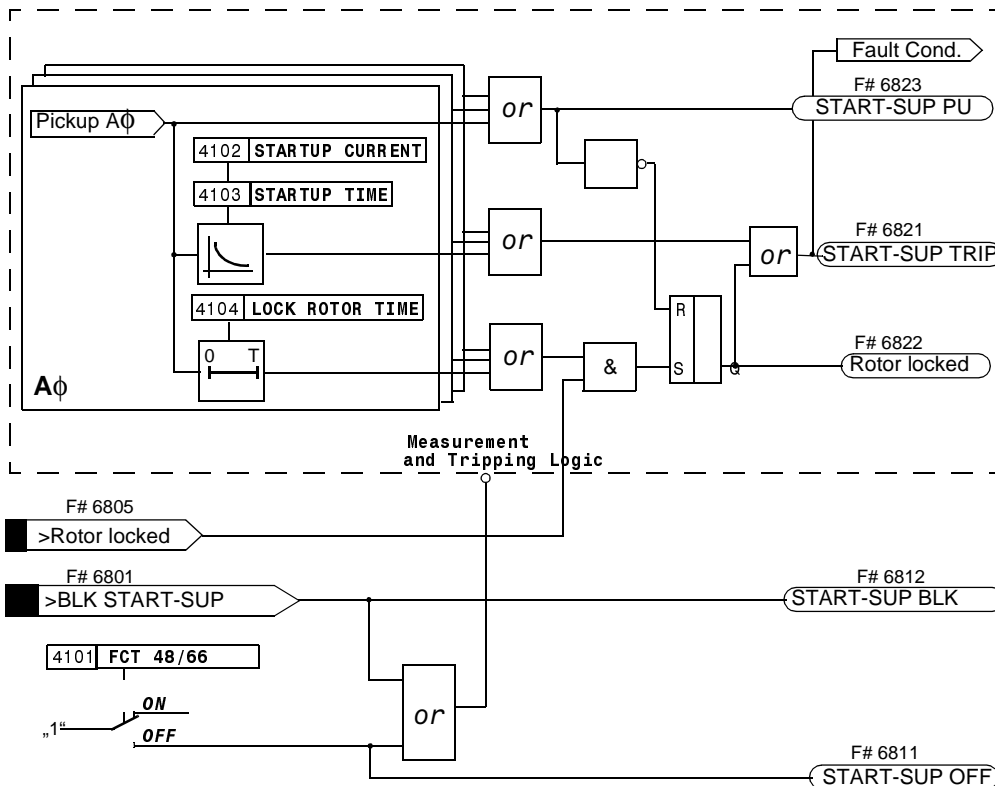 Fault Cond.
F# 6823
START-SUP PU
Pickup Aϕ
or
4102 STARTUP CURRENT
4103 STARTUP TIME
or
F# 6821
or
START-SUP TRIP
4104 LOCK ROTOR TIME
R
0 T
or
&
S
Q
F# 6822
Rotor locked
Aϕ
Measurement
and Tripping Logic
F# 6805
>Rotor locked
F# 6801
>BLK START-SUP
F# 6812
START-SUP BLK
4101 FCT 48/66
ON
„1“
OFF
or
F# 6811
START-SUP OFF